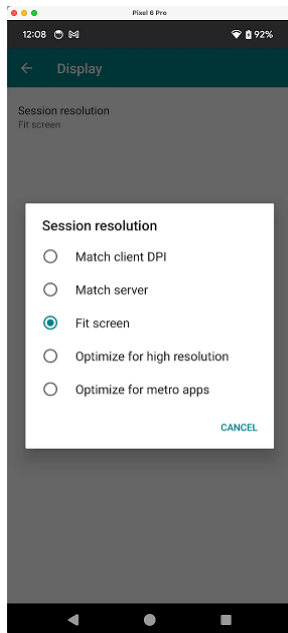 Pixel 6 Pro
12:08 92%
Display
Session resolution
Fit screen
Session resolution
Match client DPI
Match server
Fit screen
Optimize for high resolution
Optimize for metro apps
CANCEL